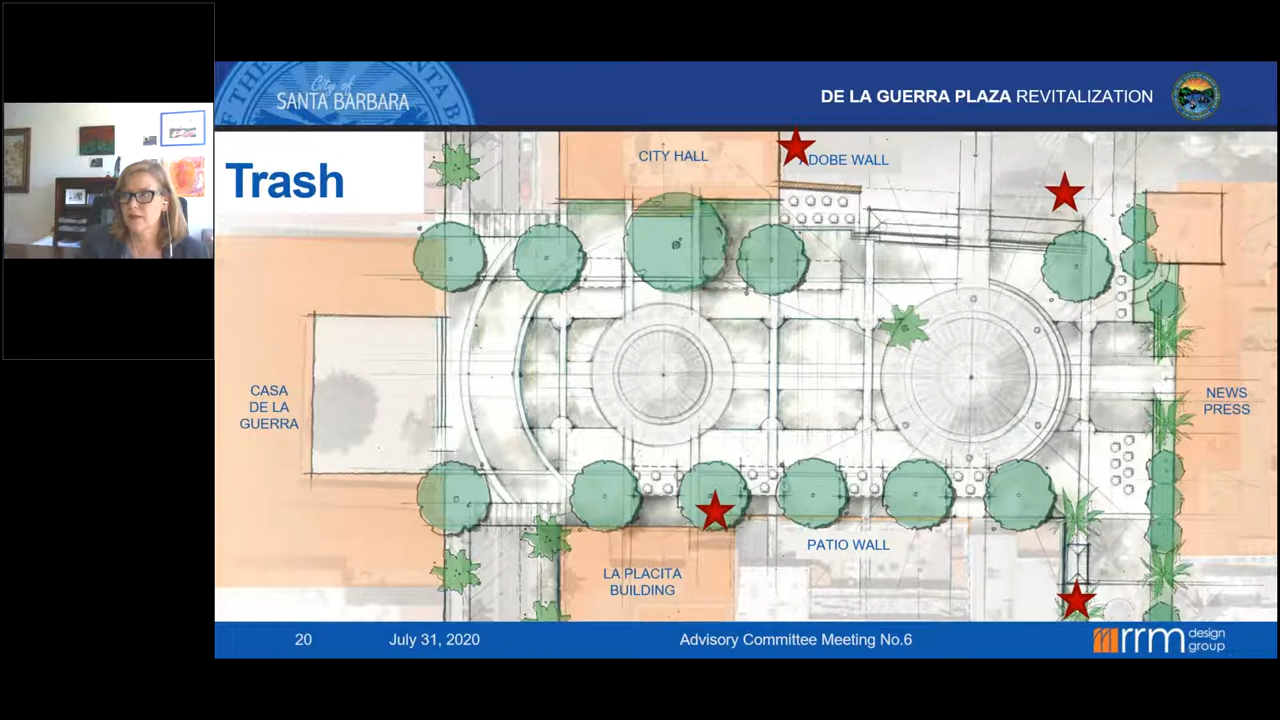 City of
SANTA BARBARA
DE LA GUERRA PLAZA REVITALIZATION
Trash
CITY HALL
ADOBE WALL
CASA
DE LA
GUERRA
NEWS
PRESS
PATIO WALL
LA PLACITA
BUILDING
20
July 31, 2020
Advisory Committee Meeting No.6
rrm design
group